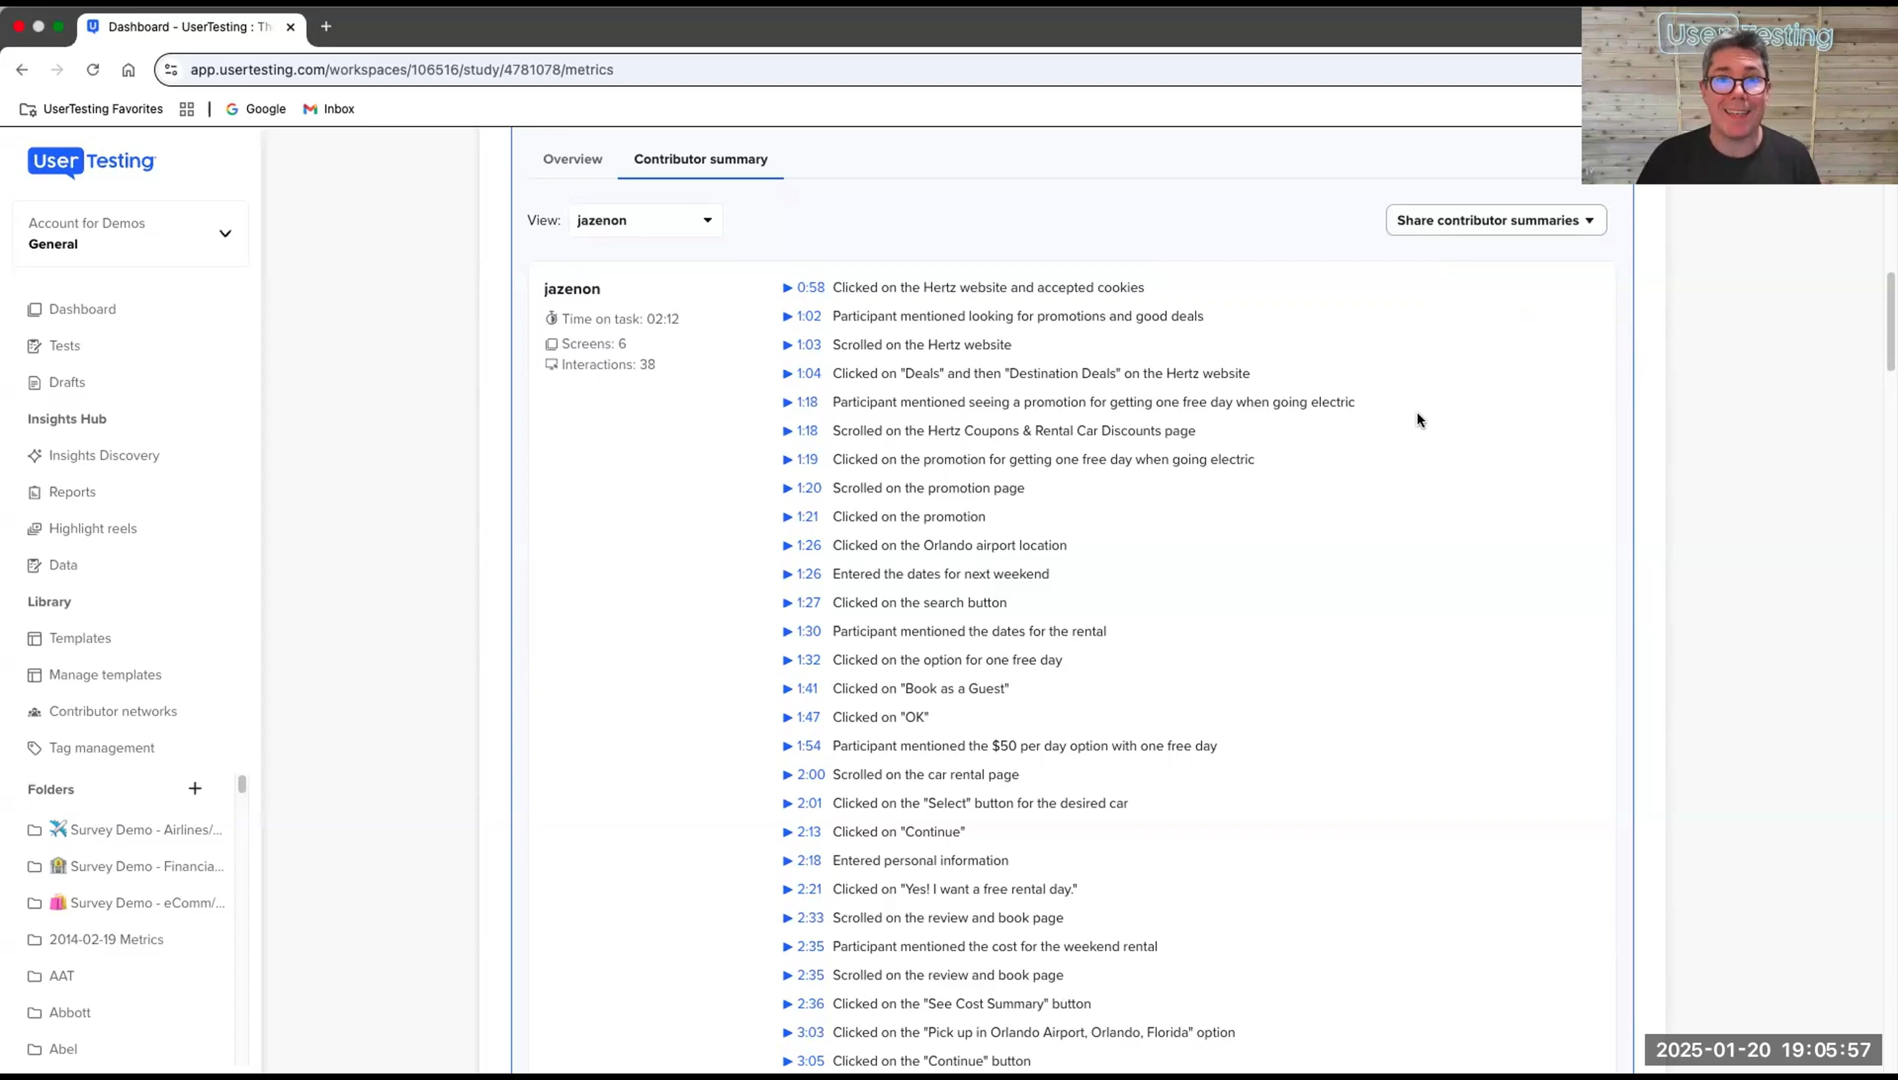 Dashboard - UserTesting : Th
app.usertesting.com/workspaces/106516/study/4781078/metrics
UserTesting Favorites
Google
Inbox
UserTesting
UserTesting
Account for Demos
General
Dashboard
Tests
Drafts
Insights Hub
Insights Discovery
Reports
Highlight reels
Data
Library
Templates
Manage templates
Contributor networks
Tag management
Folders
Survey Demo - Airlines/...
Survey Demo - Financia...
Survey Demo - eComm/...
2014-02-19 Metrics
AAT
Abbott
Abel
Overview
Contributor summary
View: jazenon
Share contributor summaries
jazenon
Time on task: 02:12
Screens: 6
Interactions: 38
0:58 Clicked on the Hertz website and accepted cookies
1:02 Participant mentioned looking for promotions and good deals
1:03 Scrolled on the Hertz website
1:04 Clicked on "Deals" and then "Destination Deals" on the Hertz website
1:18 Participant mentioned seeing a promotion for getting one free day when going electric
1:18 Scrolled on the Hertz Coupons & Rental Car Discounts page
1:19 Clicked on the promotion for getting one free day when going electric
1:20 Scrolled on the promotion page
1:21 Clicked on the promotion
1:26 Clicked on the Orlando airport location
1:26 Entered the dates for next weekend
1:27 Clicked on the search button
1:30 Participant mentioned the dates for the rental
1:32 Clicked on the option for one free day
1:41 Clicked on "Book as a Guest"
1:47 Clicked on "OK"
1:54 Participant mentioned the $50 per day option with one free day
2:00 Scrolled on the car rental page
2:01 Clicked on the "Select" button for the desired car
2:13 Clicked on "Continue"
2:18 Entered personal information
2:21 Clicked on "Yes! I want a free rental day."
2:33 Scrolled on the review and book page
2:35 Participant mentioned the cost for the weekend rental
2:35 Scrolled on the review and book page
2:36 Clicked on the "See Cost Summary" button
3:03 Clicked on the "Pick up in Orlando Airport, Orlando, Florida" option
3:05 Clicked on the "Continue" button
2025-01-20 19:05:57